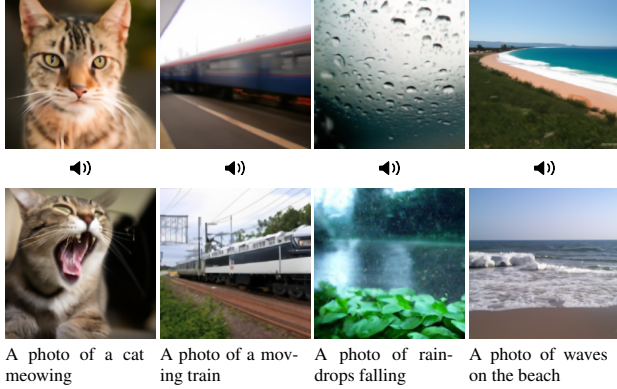 A photo of a cat
meowing
A photo of a mov-
ing train
A photo of rain-
drops falling
A photo of waves
on the beach